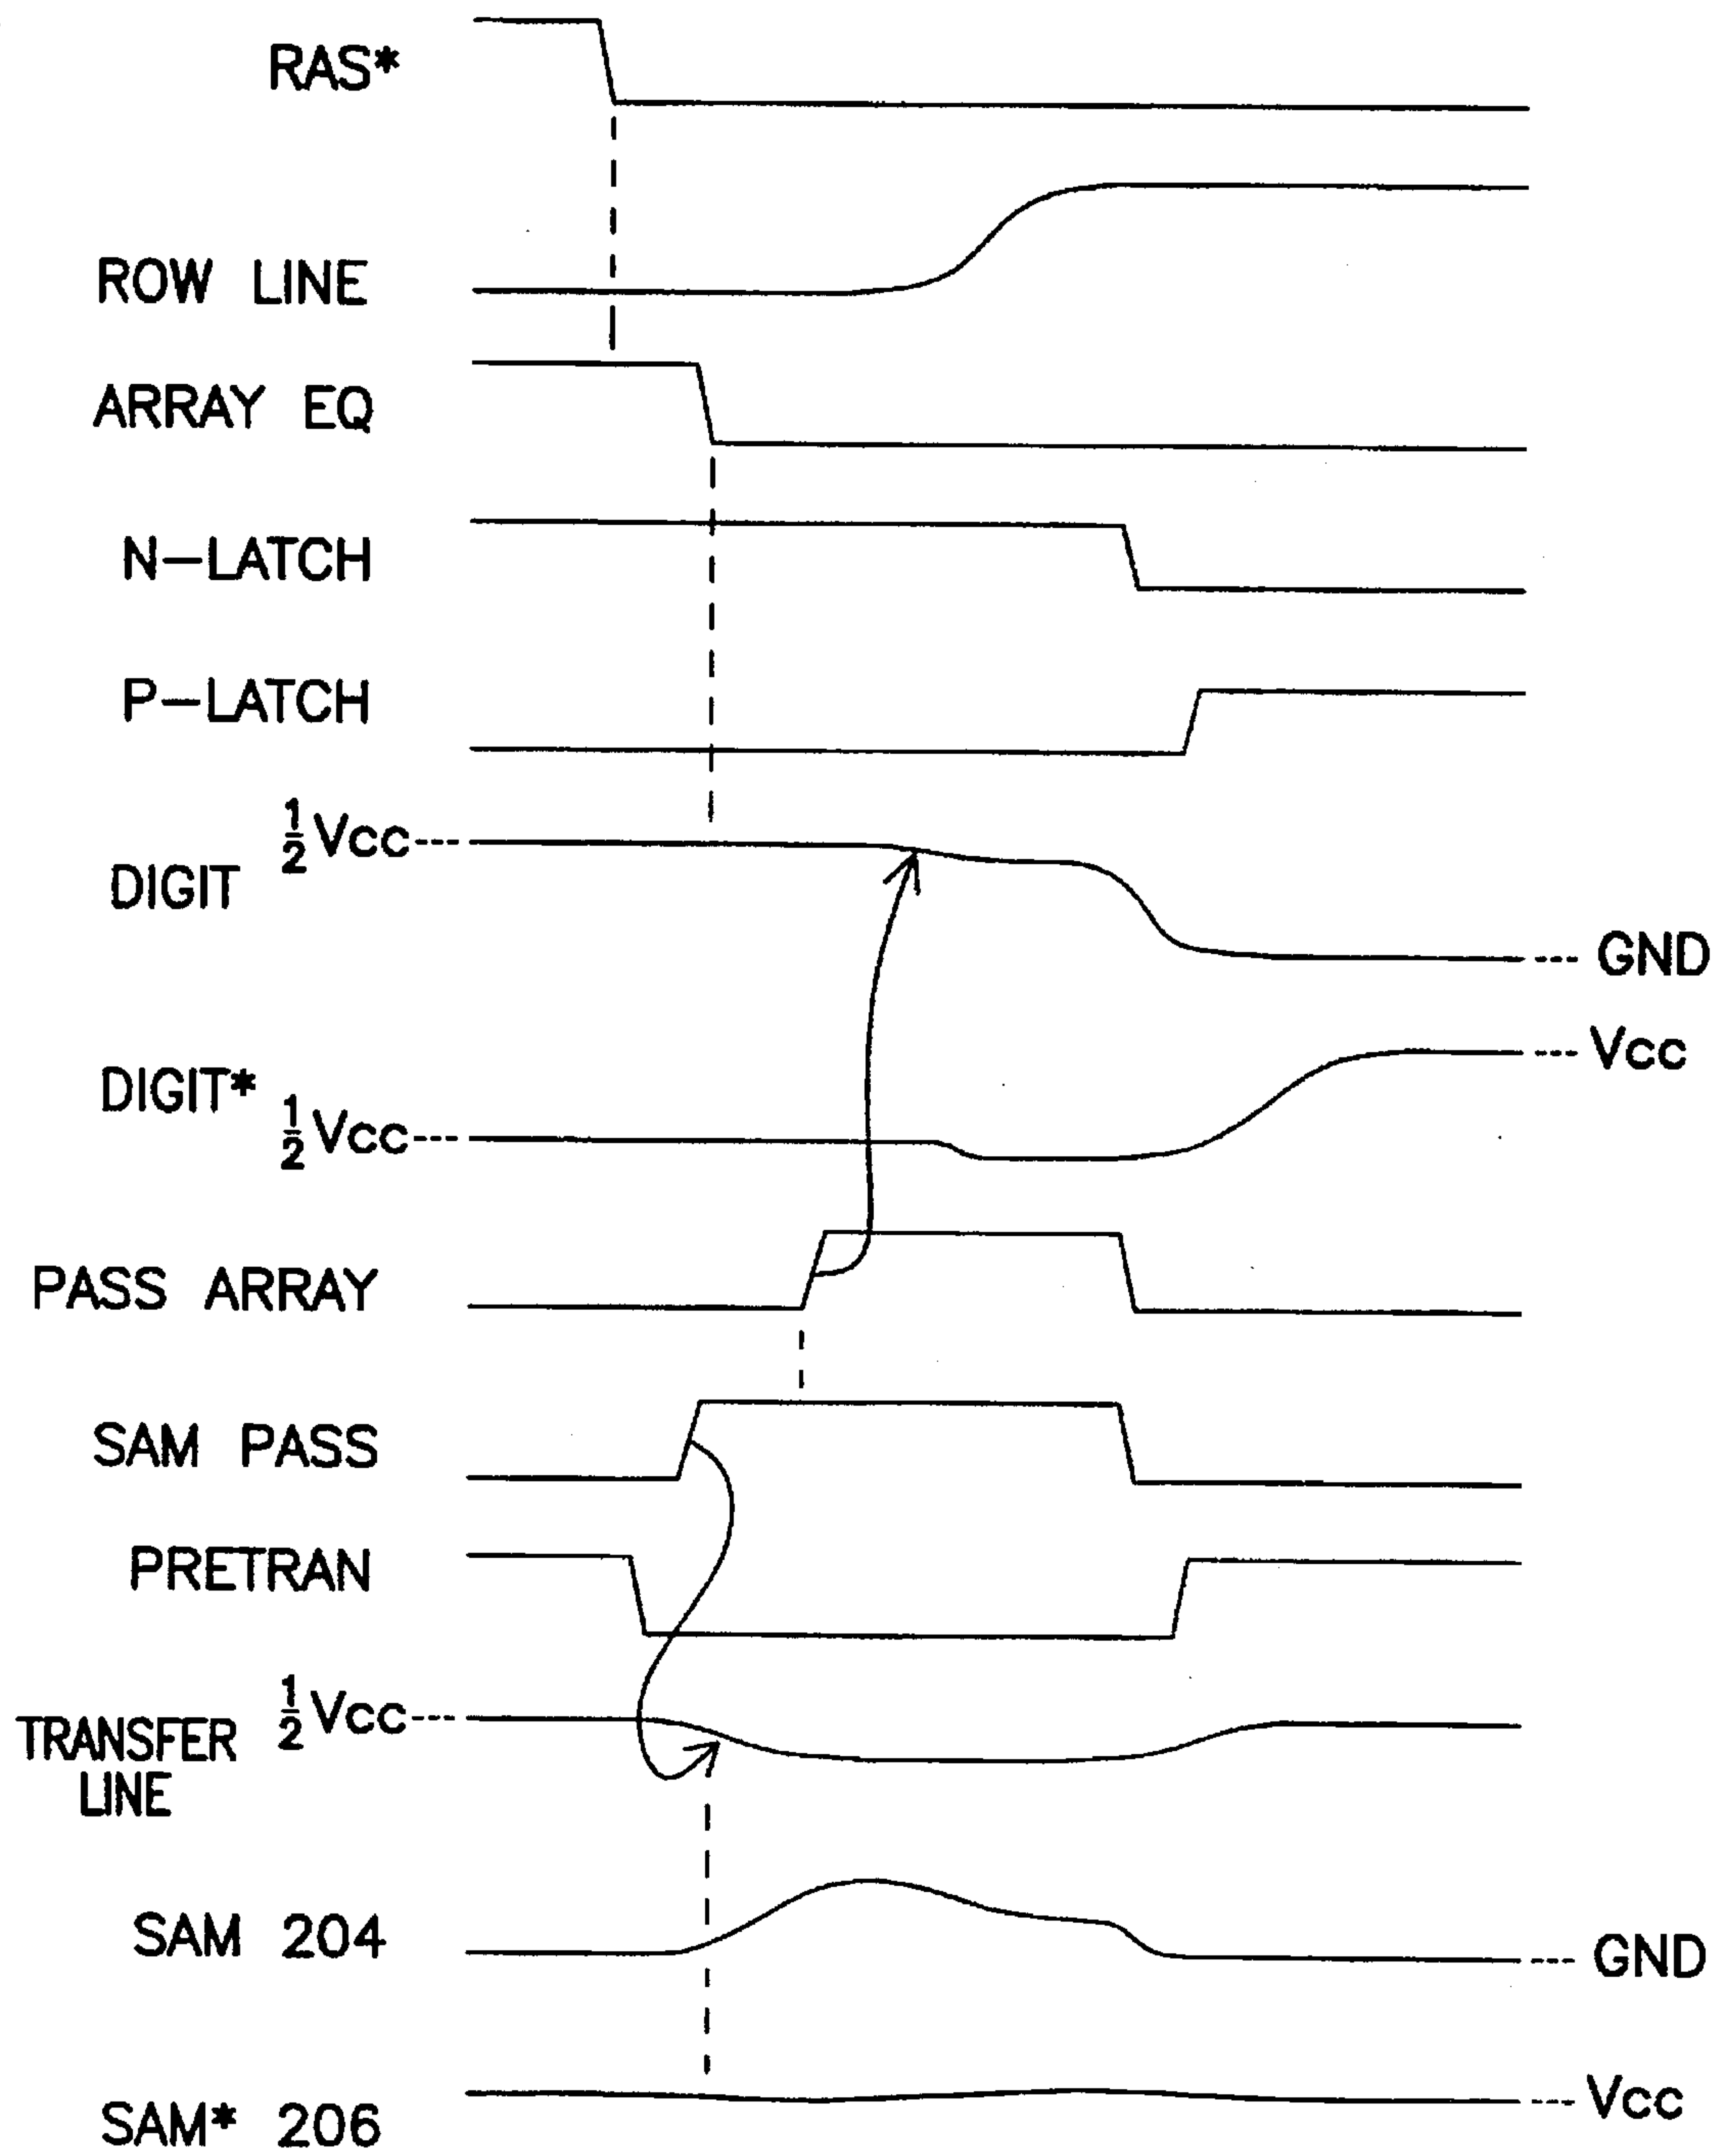 RAS*
ROW LINE
ARRAY EQ
N-LATCH
P-LATCH
½Vcc
DIGIT
GND
Vcc
DIGIT*
½Vcc
PASS ARRAY
SAM PASS
PRETRAN
½Vcc
TRANSFER
LINE
SAM 204
GND
Vcc
SAM* 206